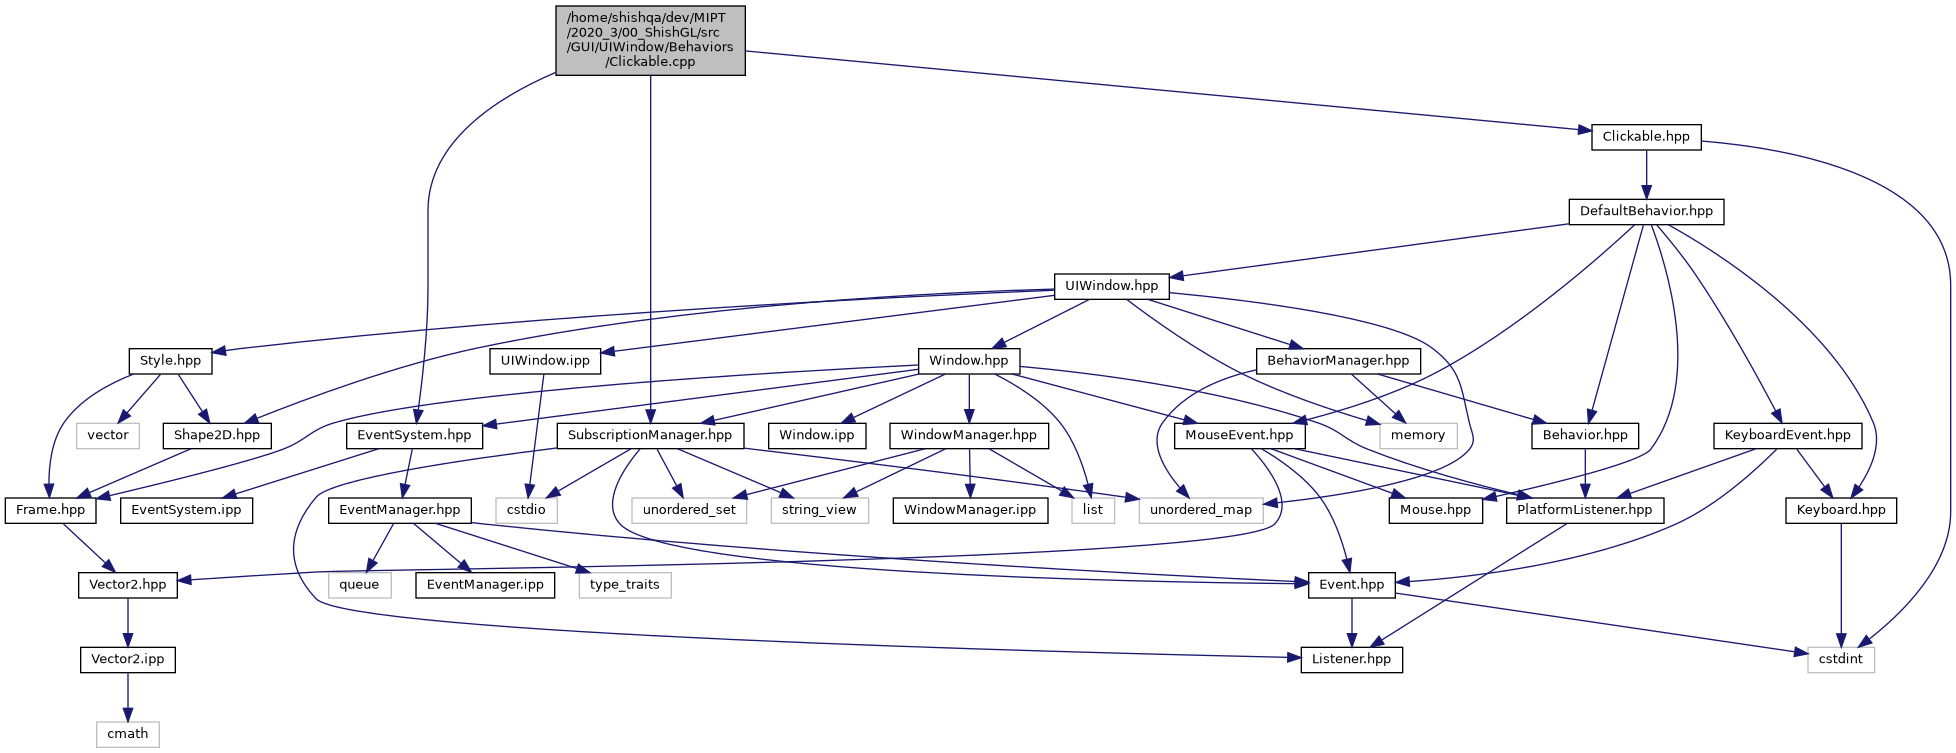 /home/shishqa/dev/MIPT
/2020_3/00_ShishGL/src
/GUI/UIWindow/Behaviors
/Clickable.cpp
Clickable.hpp
DefaultBehavior.hpp
UIWindow.hpp
Style.hpp
UIWindow.ipp
Window.hpp
BehaviorManager.hpp
vector
Shape2D.hpp
EventSystem.hpp
SubscriptionManager.hpp
Window.ipp
WindowManager.hpp
MouseEvent.hpp
memory
Behavior.hpp
KeyboardEvent.hpp
Frame.hpp
EventSystem.ipp
EventManager.hpp
cstdio
unordered_set
string_view
WindowManager.ipp
list
unordered_map
Mouse.hpp
PlatformListener.hpp
Keyboard.hpp
Vector2.hpp
queue
EventManager.ipp
type_traits
Event.hpp
Vector2.ipp
Listener.hpp
cstdint
cmath